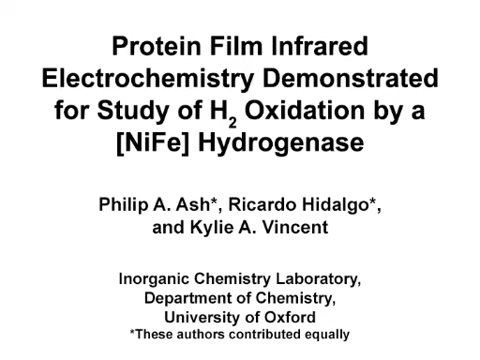 Protein Film Infrared
Electrochemistry Demonstrated
for Study of H₂ Oxidation by a
[NiFe] Hydrogenase
Philip A. Ash*, Ricardo Hidalgo*,
and Kylie A. Vincent
Inorganic Chemistry Laboratory,
Department of Chemistry,
University of Oxford
*These authors contributed equally